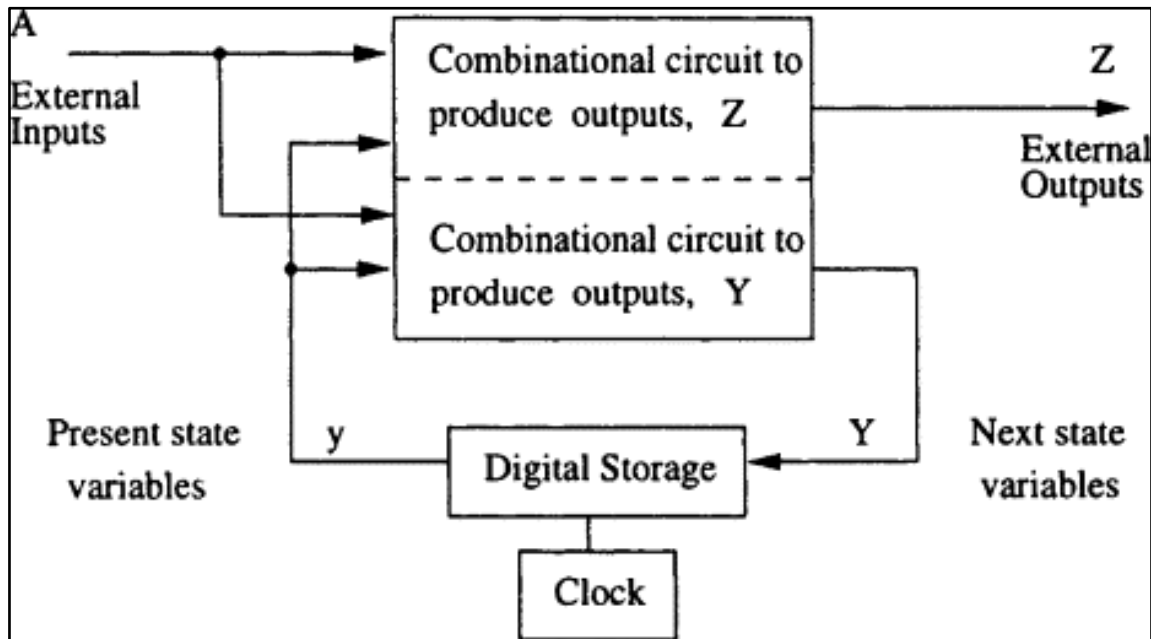 A
External
Inputs
Combinational circuit to
produce outputs, Z
Z
External
Outputs
Combinational circuit to
produce outputs, Y
Present state
variables
y
Digital Storage
Y
Next state
variables
Clock